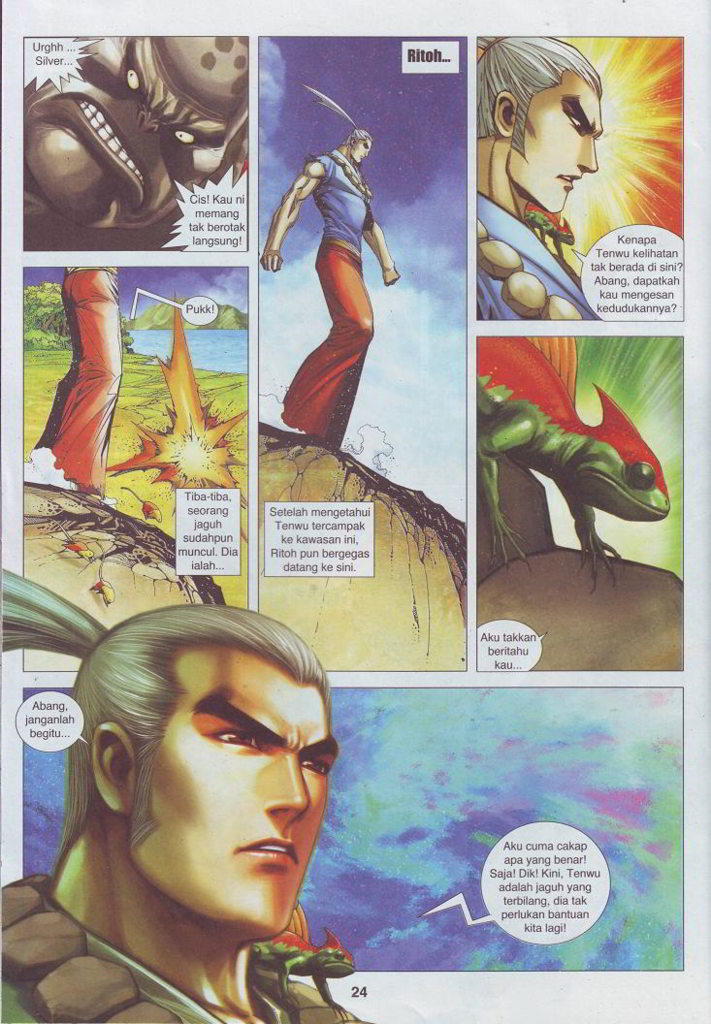 Urghh ...
Silver...
Cis! Kau ni
memang
tak berotak
langsung!
Pukk!
Tiba-tiba,
seorang
jaguh
sudahpun
muncul. Dia
ialah...
Ritoh...
Setelah mengetahui
Tenwu tercampak
ke kawasan ini,
Ritoh pun bergegas
datang ke sini.
Kenapa
Tenwu kelihatan
tak berada di sini?
Abang, dapatkah
kau mengesan
kedudukannya?
Aku takkan
beritahu
kau...
Abang,
janganlah
begitu...
Aku cuma cakap
apa yang benar!
Saja! Dik! Kini, Tenwu
adalah jaguh yang
terbilang, dia tak
perlukan bantuan
kita lagi!
24